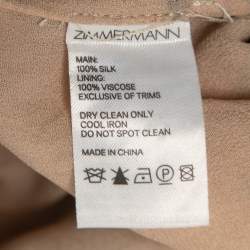 ZIMMERMANN
MAIN:
100% SILK
LINING:
100% VISCOSE
EXCLUSIVE OF TRIMS
DRY CLEAN ONLY
COOL IRON
DO NOT SPOT CLEAN
MADE IN CHINA
P